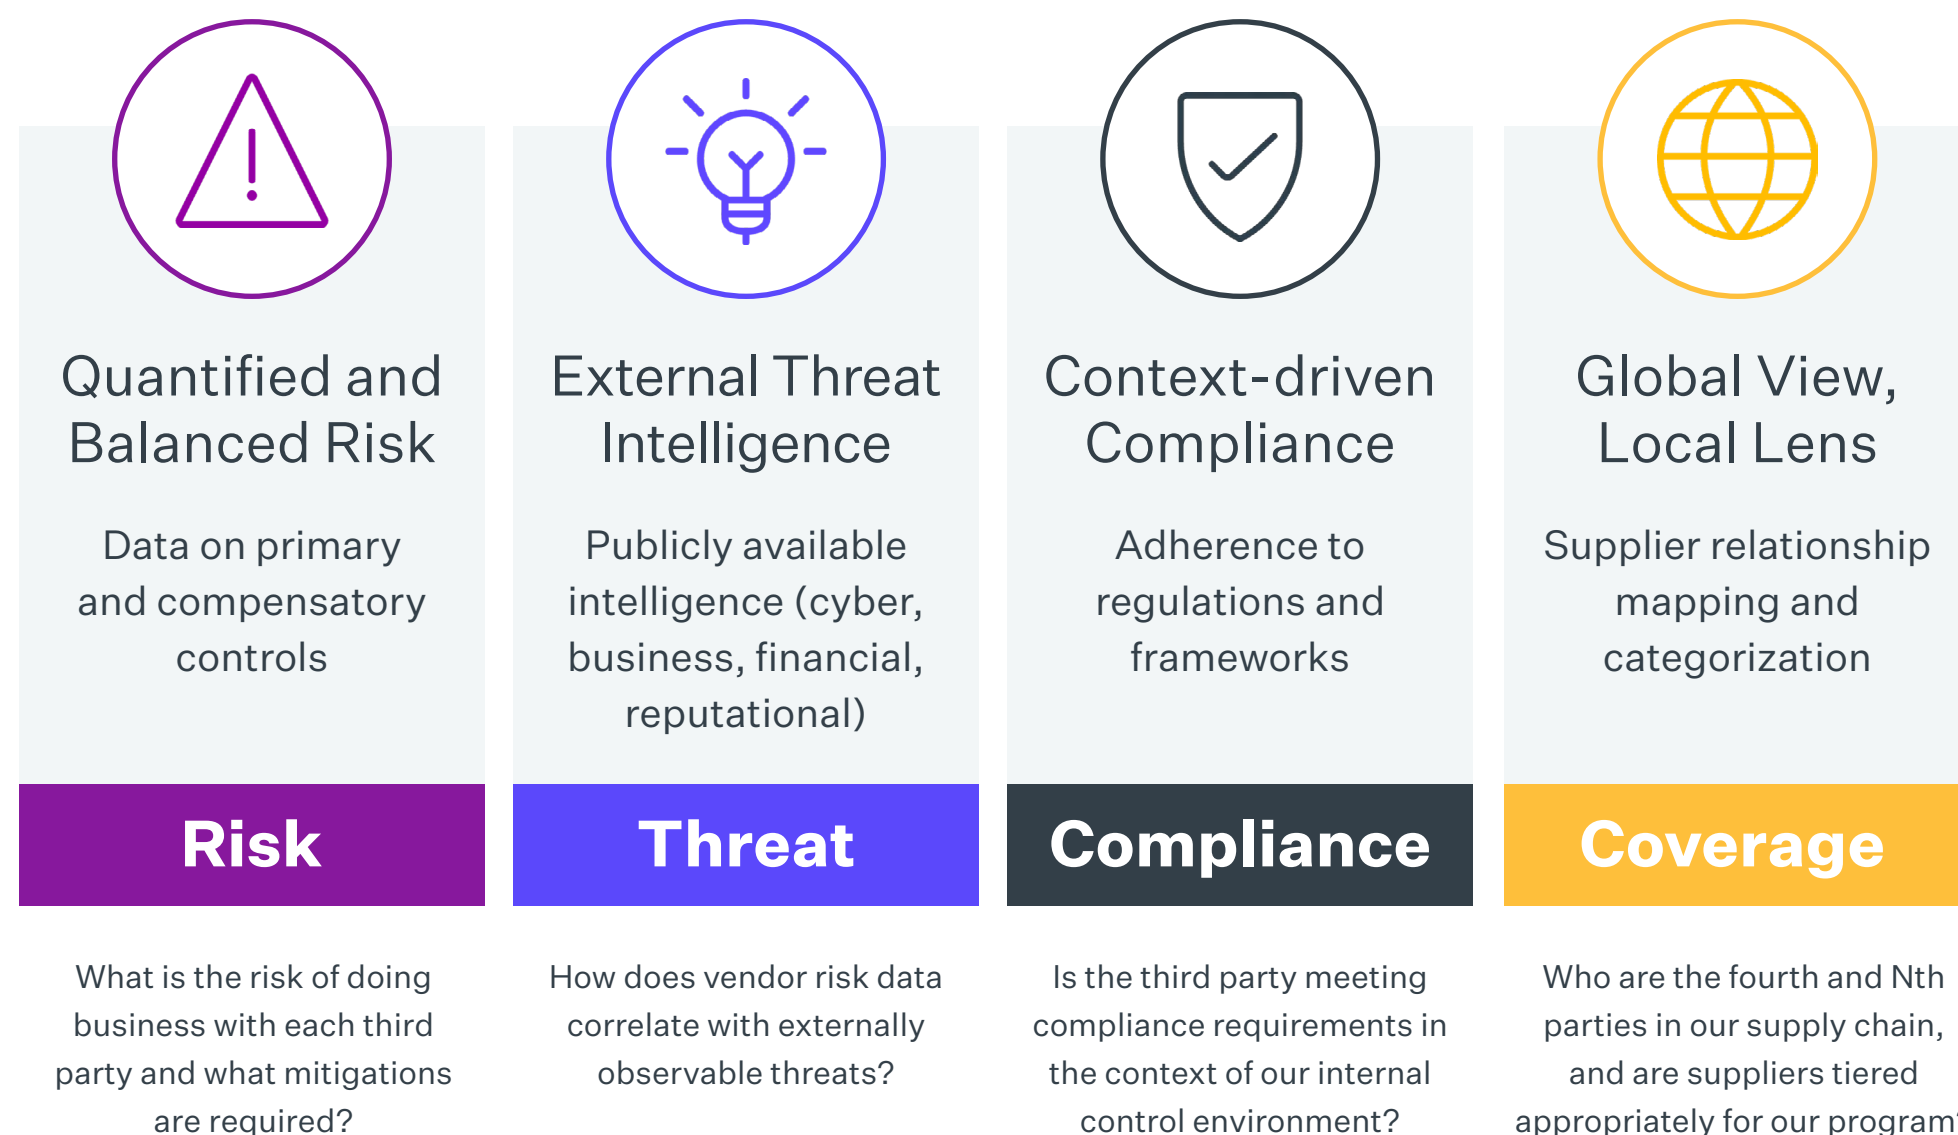 Quantified and
Balanced Risk
Data on primary
and compensatory
controls
Risk
What is the risk of doing
business with each third
party and what mitigations
are required?
External Threat
Intelligence
Publicly available
intelligence (cyber,
business, financial,
reputational)
Threat
How does vendor risk data
correlate with externally
observable threats?
Context-driven
Compliance
Adherence to
regulations and
frameworks
Compliance
Is the third party meeting
compliance requirements in
the context of our internal
control environment?
Global View,
Local Lens
Supplier relationship
mapping and
categorization
Coverage
Who are the fourth and Nth
parties in our supply chain,
and are suppliers tiered
appropriately for our program?